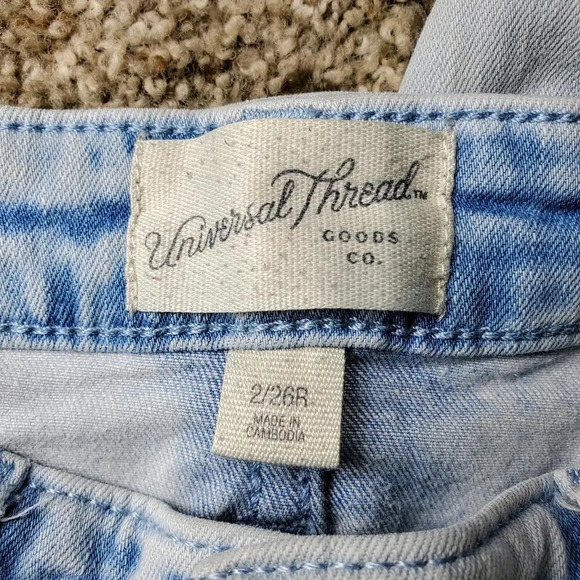 Universal Thread™
GOODS
CO.
2/26R
MADE IN
CAMBODIA